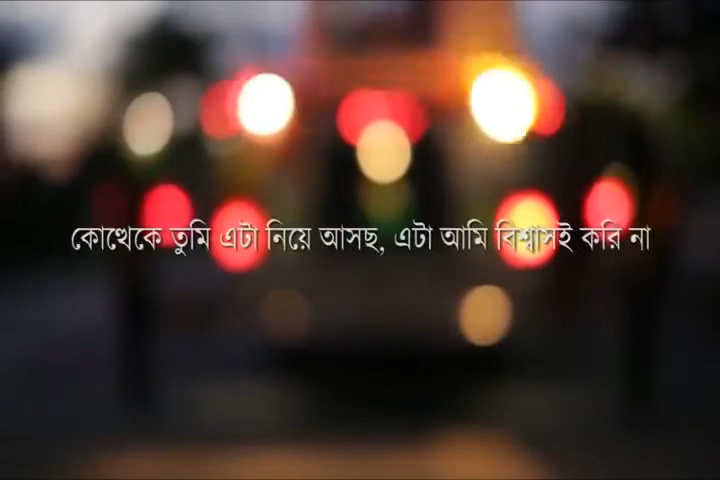 কোত্থেকে তুমি এটা নিয়ে আসছ, এটা আমি বিশ্বাসই করি না